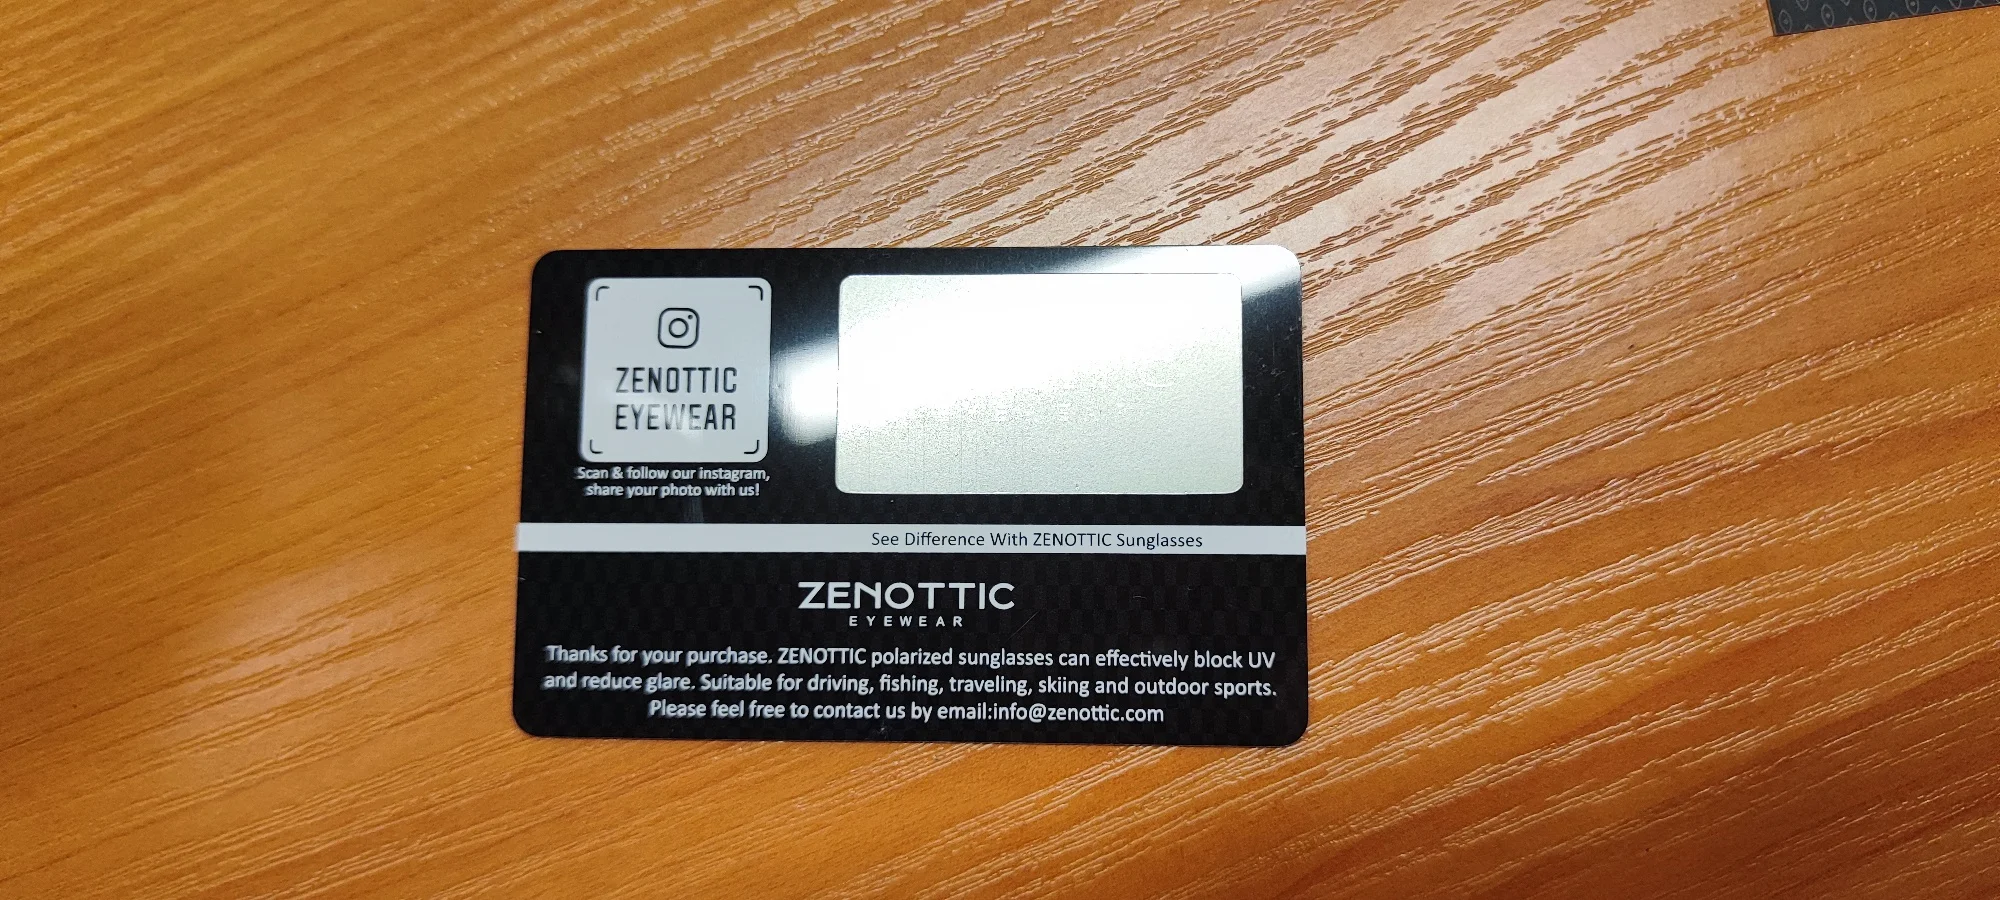 ZENOTTIC
EYEWEAR
Scan & follow our instagram,
share your photo with us!
See Difference With ZENOTTIC Sunglasses
ZENOTTIC
EYEWEAR
Thanks for your purchase. ZENOTTIC polarized sunglasses can effectively block UV
and reduce glare. Suitable for driving, fishing, traveling, skiing and outdoor sports.
Please feel free to contact us by email:info@zenottic.com